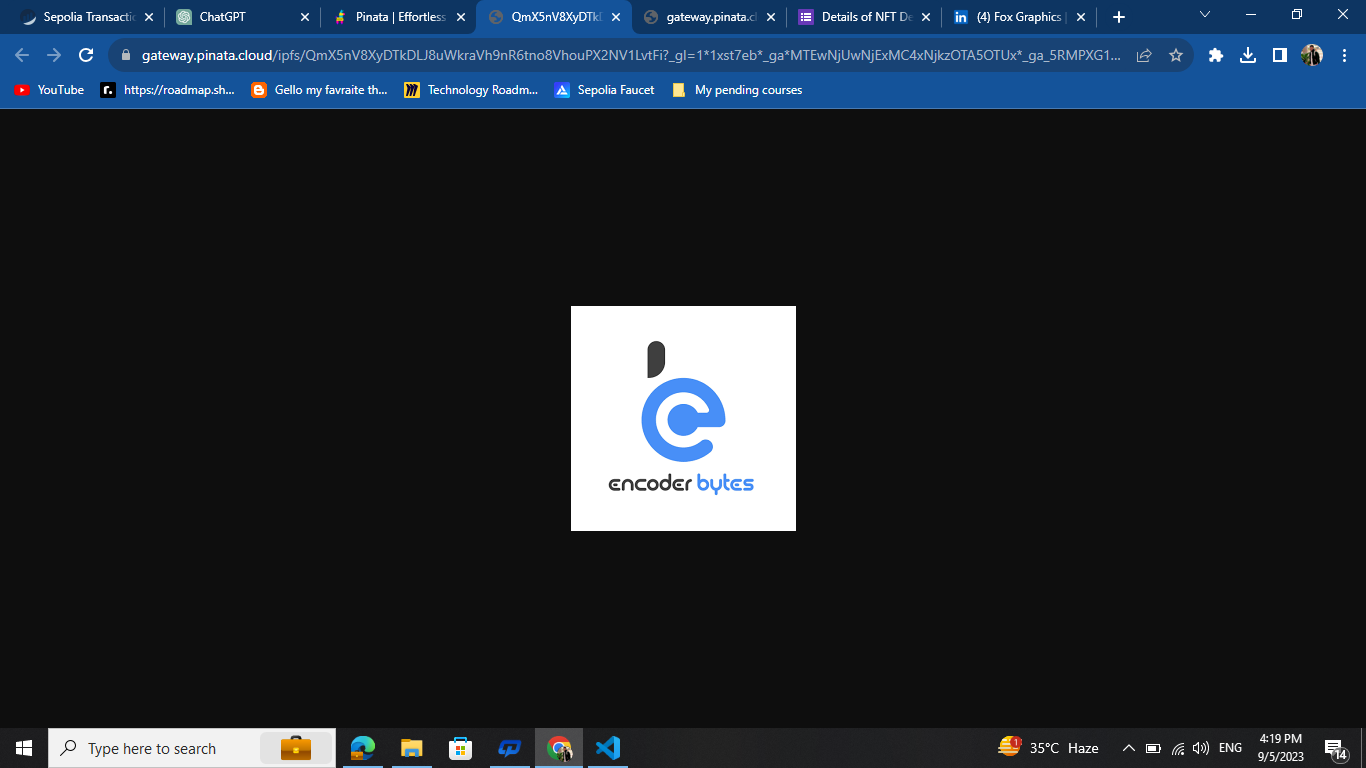 Sepolia Transacti
ChatGPT
Pinata | Effortless
QmX5nV8XyDTkD
gateway.pinata.cl
Details of NFT De
(4) Fox Graphics |
gateway.pinata.cloud/ipfs/QmX5nV8XyDTkDLJ8uWkraVh9nR6tno8VhouPX2NV1LvtFi?_gl=1*1xst7eb*_ga*MTEwNjUwNjExMC4xNjkzOTA5OTUx*_ga_5RMPXG1...
YouTube
https://roadmap.sh...
Gello my favraite th...
Technology Roadm...
Sepolia Faucet
My pending courses
encoder bytes
Type here to search
1
35°C Haze
ENG
4:19 PM
9/5/2023
14